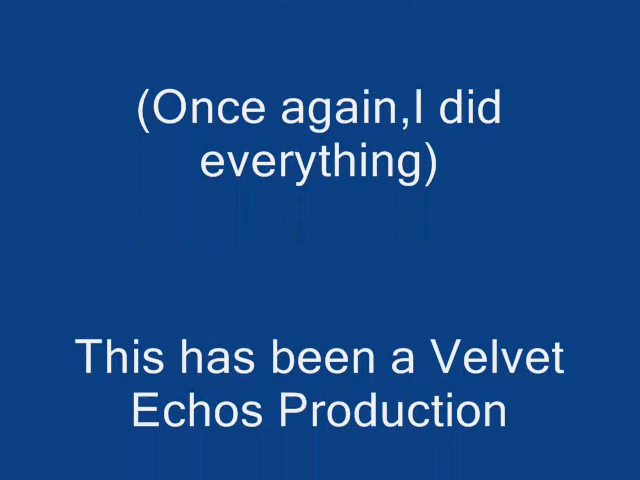 (Once again,I did
everything)
This has been a Velvet
Echos Production